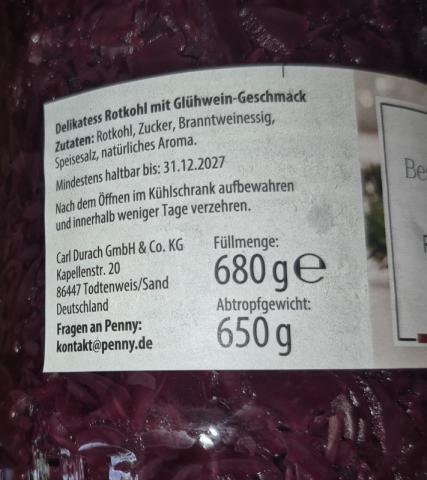 Delikatess Rotkohl mit Glühwein-Geschmack
Zutaten: Rotkohl, Zucker, Branntweinessig,
Speisesalz, natürliches Aroma.
Mindestens haltbar bis: 31.12.2027
Nach dem Öffnen im Kühlschrank aufbewahren
und innerhalb weniger Tage verzehren.
Carl Durach GmbH & Co. KG
Kapellenstr. 20
86447 Todtenweis/Sand
Deutschland
Fragen an Penny:
kontakt@penny.de
Füllmenge:
680 g e
Abtropfgewicht:
650 g
Be